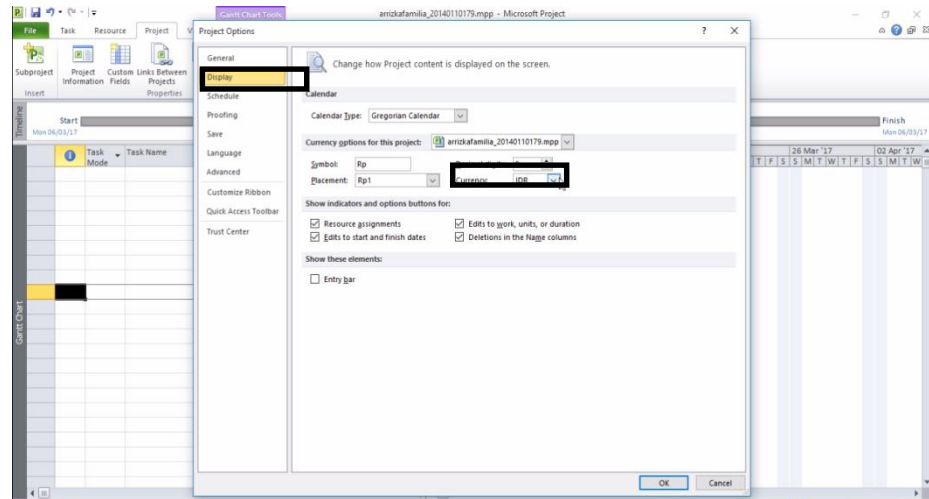 Gantt Chart Tools
arrizkafamilia_20140110179.mpp - Microsoft Project
File Task Resource Project V
Subproject
Project Information
Custom Fields
Links Between Projects
Insert
Properties
Timeline
Start
Mon 06/03/17
Finish
Mon 06/03/17
Task Mode
Task Name
26 Mar '17
02 Apr '17
T F S S M T W T F S S M T W
Gantt Chart
Project Options
?
General
Display
Schedule
Proofing
Save
Language
Advanced
Customize Ribbon
Quick Access Toolbar
Trust Center
Change how Project content is displayed on the screen.
Calendar
Calendar Type: Gregorian Calendar
Currency options for this project: arrizkafamilia_20140110179.mpp
Symbol: Rp
Placement: Rp1
Currency: IDR
Show indicators and options buttons for:
Resource assignments
Edits to work, units, or duration
Edits to start and finish dates
Deletions in the Name columns
Show these elements:
Entry bar
OK Cancel